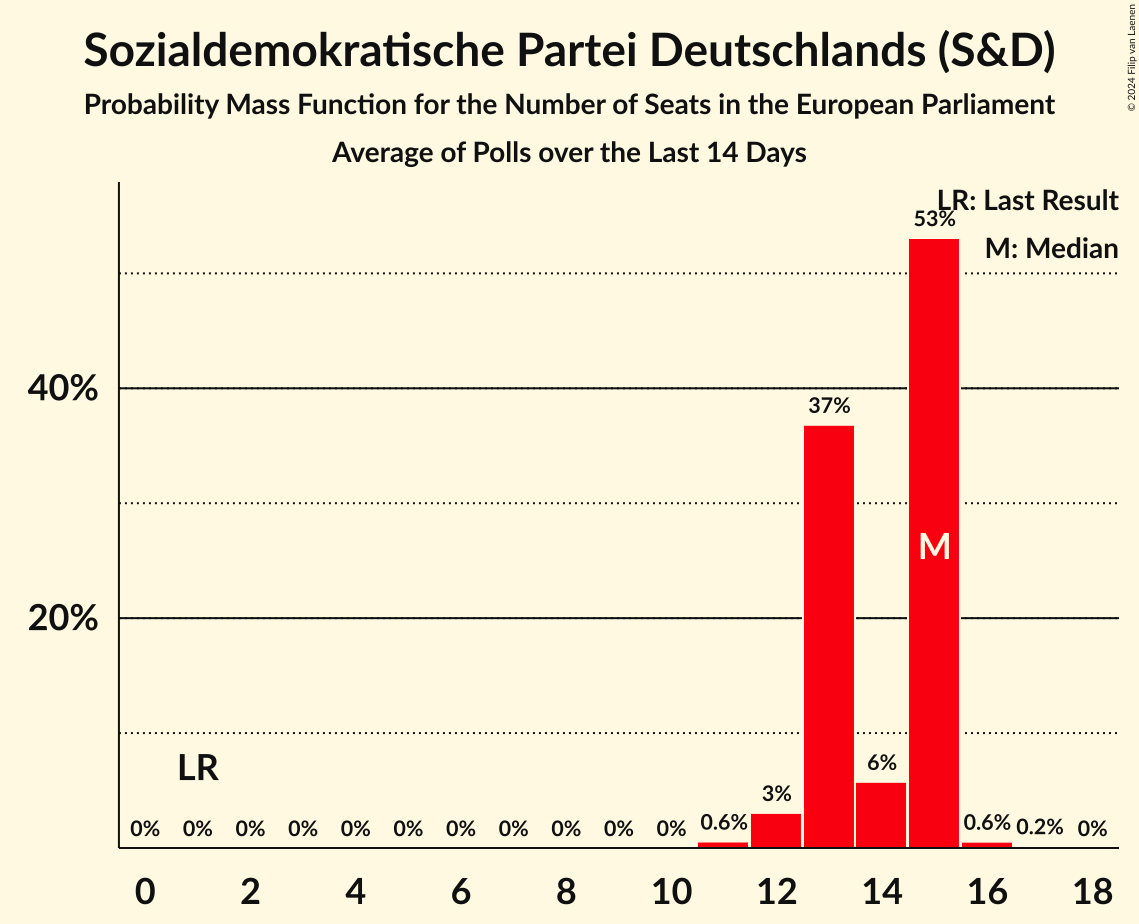 Sozialdemokratische Partei Deutschlands (S&D)
Probability Mass Function for the Number of Seats in the European Parliament
Average of Polls over the Last 14 Days
© 2024 Filip van Laenen
LR: Last Result
M: Median
53%
40%
37%
M
20%
LR
6%
3%
0% 0% 0% 0% 0% 0% 0% 0% 0% 0% 0% 0.6% 0.6% 0.2% 0%
0 2 4 6 8 10 12 14 16 18